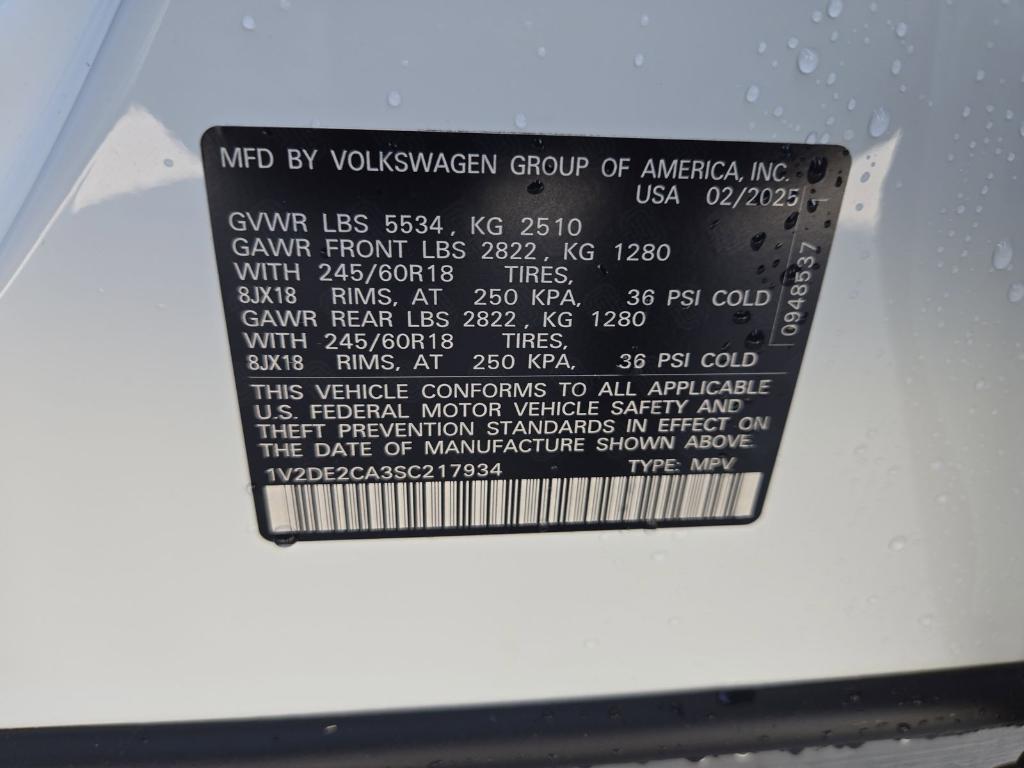 MFD BY VOLKSWAGEN GROUP OF AMERICA, INC.
USA 02/2025
GVWR LBS 5534, KG 2510
GAWR FRONT LBS 2822, KG 1280
WITH 245/60R18 TIRES,
8JX18 RIMS, AT 250 KPA, 36 PSI COLD
GAWR REAR LBS 2822, KG 1280
WITH 245/60R18 TIRES,
8JX18 RIMS, AT 250 KPA, 36 PSI COLD
0948537
THIS VEHICLE CONFORMS TO ALL APPLICABLE
U.S. FEDERAL MOTOR VEHICLE SAFETY AND
THEFT PREVENTION STANDARDS IN EFFECT ON
THE DATE OF MANUFACTURE SHOWN ABOVE.
1V2DE2CA3SC217934 TYPE: MPV